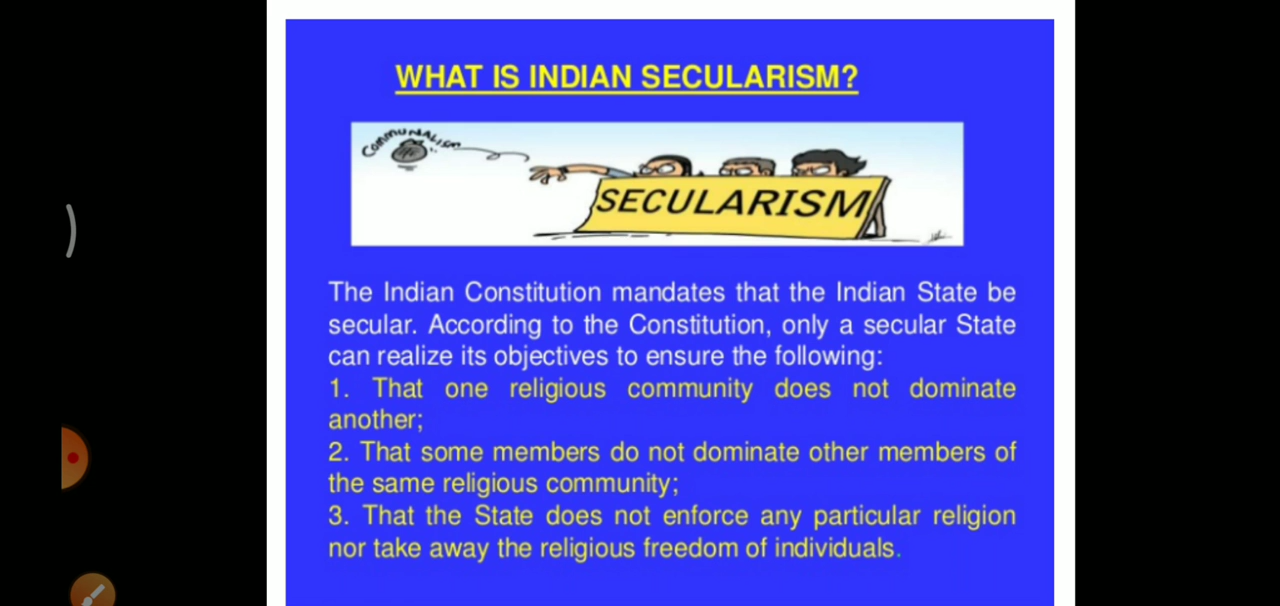 WHAT IS INDIAN SECULARISM?
COMMUNALISM
SECULARISM
The Indian Constitution mandates that the Indian State be
secular. According to the Constitution, only a secular State
can realize its objectives to ensure the following:
1. That one religious community does not dominate
another;
2. That some members do not dominate other members of
the same religious community;
3. That the State does not enforce any particular religion
nor take away the religious freedom of individuals.